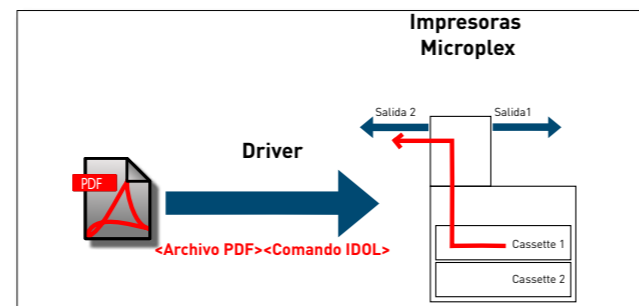 Impresoras
Microplex
Salida 2
Salida1
Driver
PDF
<Archivo PDF><Comando IDOL>
Cassette 1
Cassette 2